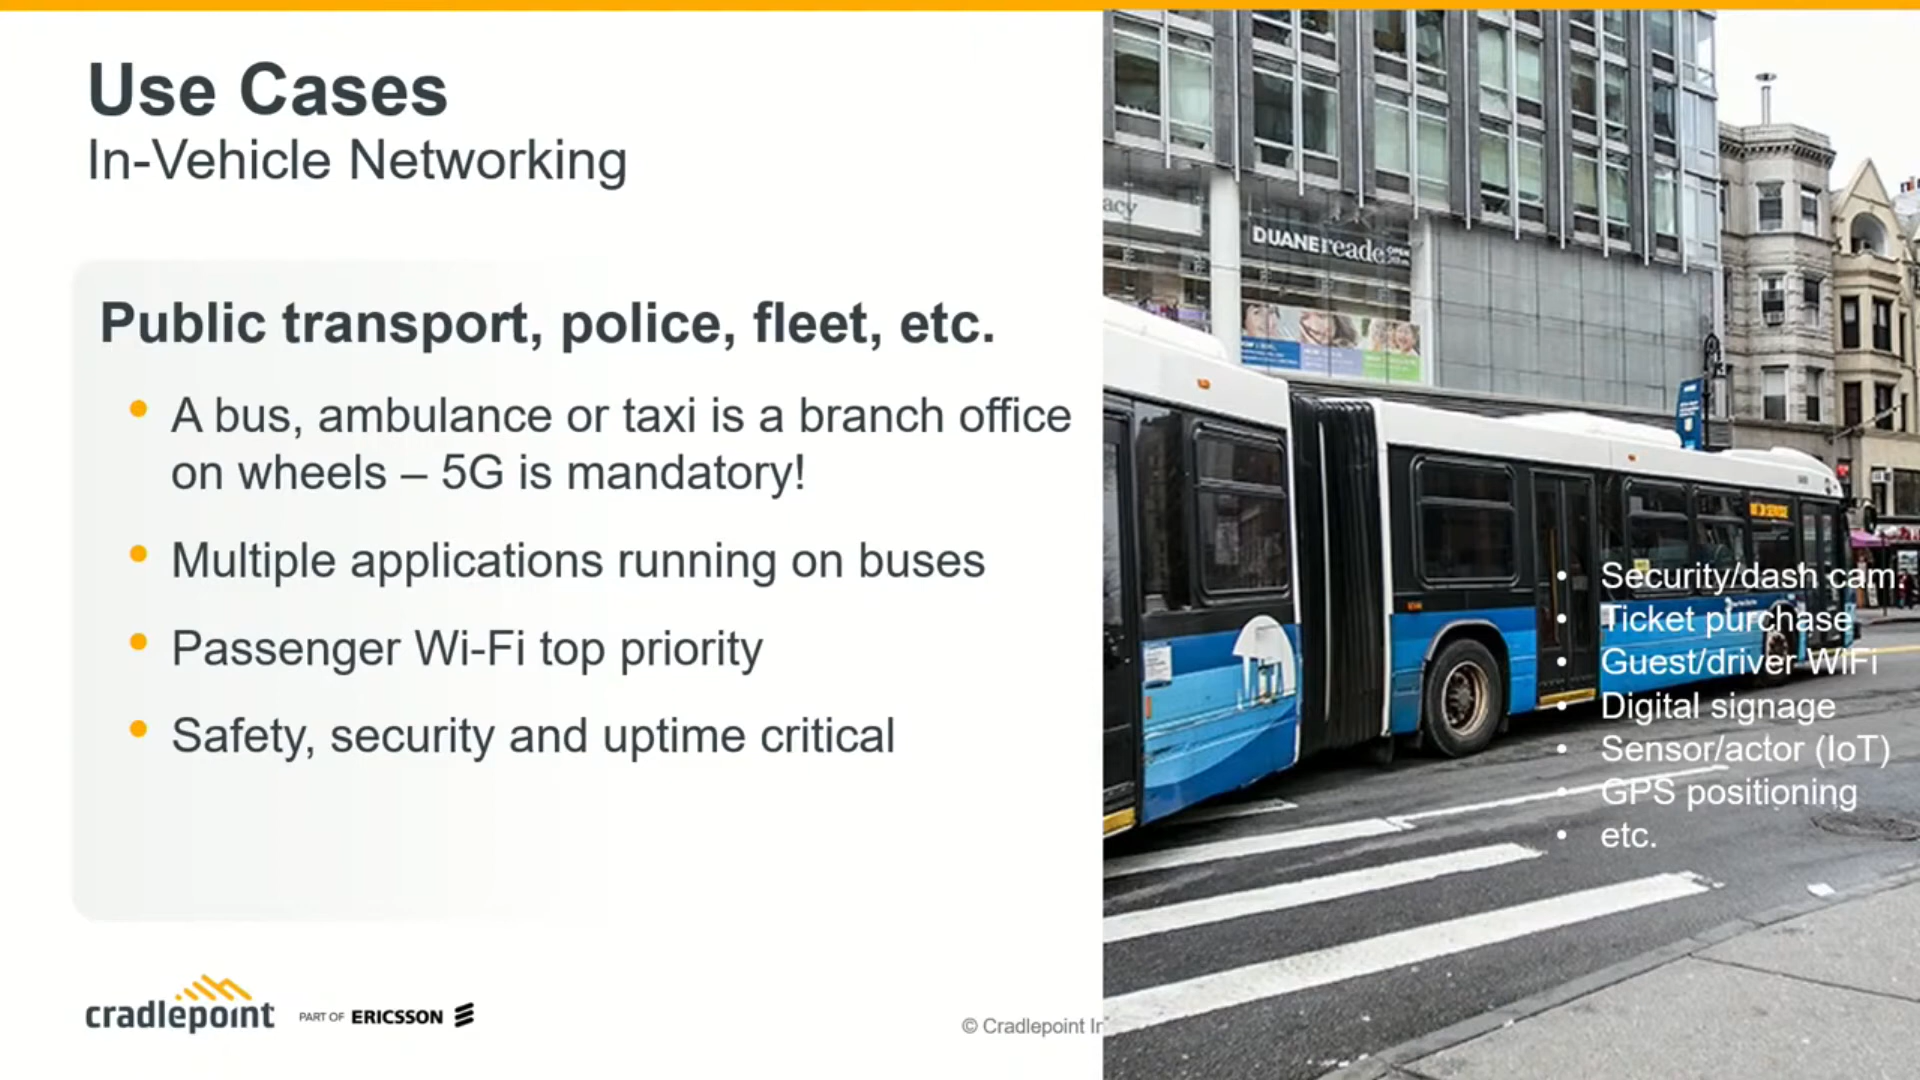 Use Cases
In-Vehicle Networking
Public transport, police, fleet, etc.
• A bus, ambulance or taxi is a branch office
on wheels – 5G is mandatory!
• Multiple applications running on buses
• Passenger Wi-Fi top priority
• Safety, security and uptime critical
acy
DUANEreade
• Security/dash cam.
• Ticket purchase
• Guest/driver WiFi
• Digital signage
• Sensor/actor (IoT)
• GPS positioning
• etc.
cradlepoint PART OF ERICSSON
© Cradlepoint